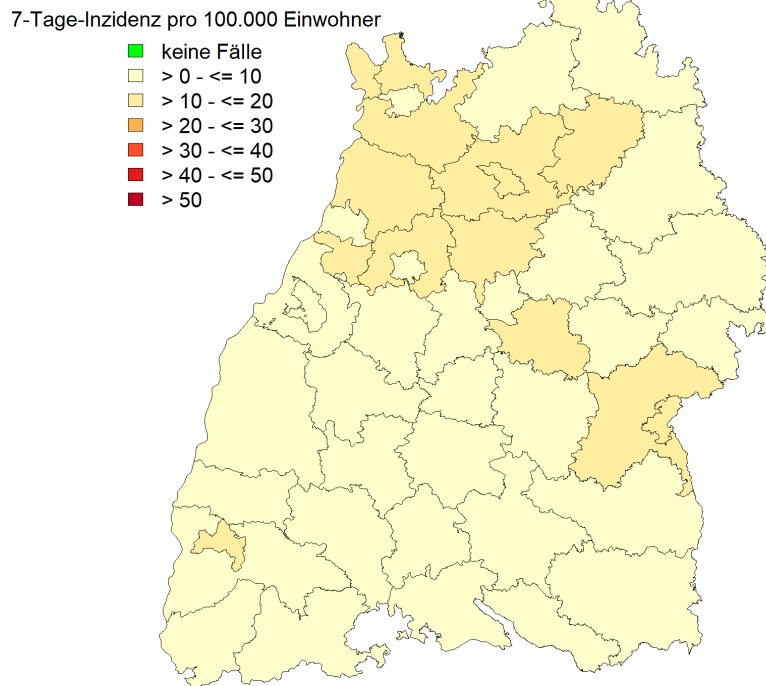 7-Tage-Inzidenz pro 100.000 Einwohner
keine Fälle
> 0 - <= 10
> 10 - <= 20
> 20 - <= 30
> 30 - <= 40
> 40 - <= 50
> 50